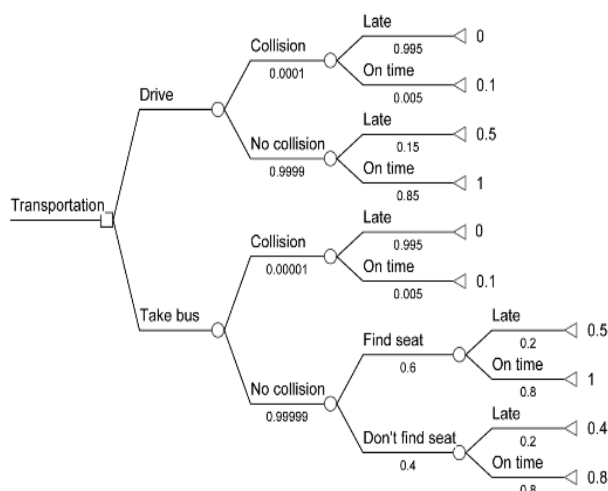 Late
0
Collision
0.995
0.0001
On time
0.1
0.005
Drive
Late
0.5
No collision
0.15
0.9999
On time
1
0.85
Transportation
Late
0
Collision
0.995
0.00001
On time
0.1
0.005
Take bus
Late
0.5
Find seat
0.2
0.6
On time
1
0.8
No collision
0.99999
Late
0.4
Don't find seat
0.2
0.4
On time
0.8
0.8